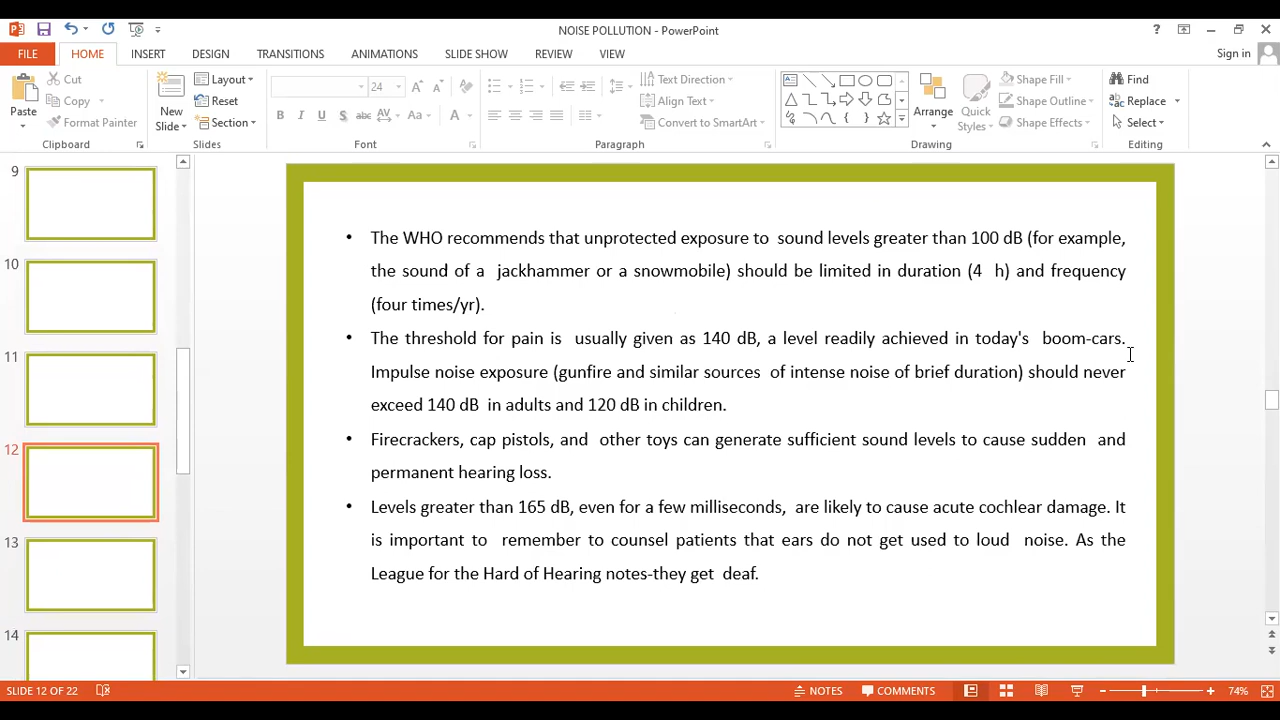 NOISE POLLUTION - PowerPoint
FILE HOME INSERT DESIGN TRANSITIONS ANIMATIONS SLIDE SHOW REVIEW VIEW Sign in
Paste
Cut
Copy
Format Painter
Clipboard
New Slide
Layout
Reset
Section
Slides
24
B I U S abc AV Aa A
Font
Text Direction
Align Text
Convert to SmartArt
Paragraph
Arrange
Quick Styles
Shape Fill
Shape Outline
Shape Effects
Drawing
Find
Replace
Select
Editing
9
10
11
12
13
14
• The WHO recommends that unprotected exposure to sound levels greater than 100 dB (for example,
the sound of a jackhammer or a snowmobile) should be limited in duration (4 h) and frequency
(four times/yr).
• The threshold for pain is usually given as 140 dB, a level readily achieved in today's boom-cars.
Impulse noise exposure (gunfire and similar sources of intense noise of brief duration) should never
exceed 140 dB in adults and 120 dB in children.
• Firecrackers, cap pistols, and other toys can generate sufficient sound levels to cause sudden and
permanent hearing loss.
• Levels greater than 165 dB, even for a few milliseconds, are likely to cause acute cochlear damage. It
is important to remember to counsel patients that ears do not get used to loud noise. As the
League for the Hard of Hearing notes-they get deaf.
SLIDE 12 OF 22 NOTES COMMENTS 74%